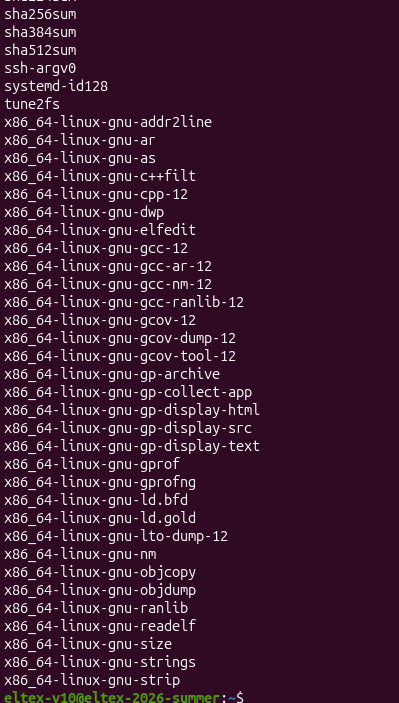 sha256sum
sha384sum
sha512sum
ssh-argv0
systemd-id128
tune2fs
x86_64-linux-gnu-addr2line
x86_64-linux-gnu-ar
x86_64-linux-gnu-as
x86_64-linux-gnu-c++filt
x86_64-linux-gnu-cpp-12
x86_64-linux-gnu-dwp
x86_64-linux-gnu-elfedit
x86_64-linux-gnu-gcc-12
x86_64-linux-gnu-gcc-ar-12
x86_64-linux-gnu-gcc-nm-12
x86_64-linux-gnu-gcc-ranlib-12
x86_64-linux-gnu-gcov-12
x86_64-linux-gnu-gcov-dump-12
x86_64-linux-gnu-gcov-tool-12
x86_64-linux-gnu-gp-archive
x86_64-linux-gnu-gp-collect-app
x86_64-linux-gnu-gp-display-html
x86_64-linux-gnu-gp-display-src
x86_64-linux-gnu-gp-display-text
x86_64-linux-gnu-gprof
x86_64-linux-gnu-gprofng
x86_64-linux-gnu-ld.bfd
x86_64-linux-gnu-ld.gold
x86_64-linux-gnu-lto-dump-12
x86_64-linux-gnu-nm
x86_64-linux-gnu-objcopy
x86_64-linux-gnu-objdump
x86_64-linux-gnu-ranlib
x86_64-linux-gnu-readelf
x86_64-linux-gnu-size
x86_64-linux-gnu-strings
x86_64-linux-gnu-strip
eltex-v10@eltex-2026-summer:~$